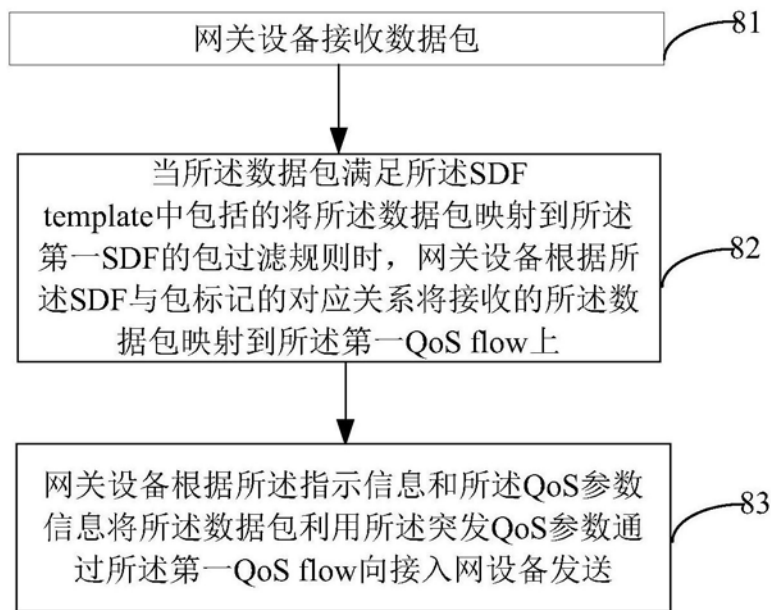 网关设备接收数据包
81
当所述数据包满足所述SDF
template中包括的将所述数据包映射到所述
第一SDF的包过滤规则时，网关设备根据所
述SDF与包标记的对应关系将接收的所述数
据包映射到所述第一QoS flow上
82
网关设备根据所述指示信息和所述QoS参数
信息将所述数据包利用所述突发QoS参数通
过所述第一QoS flow向接入网设备发送
83